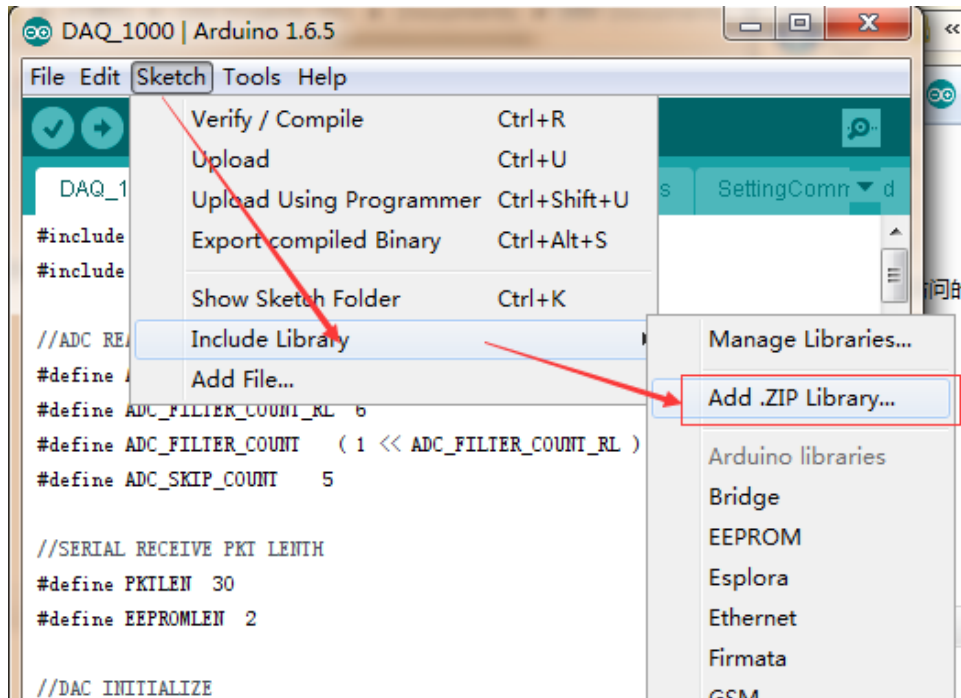 DAQ_1000 | Arduino 1.6.5
File Edit Sketch Tools Help
Verify / Compile Ctrl+R
Upload Ctrl+U
Upload Using Programmer Ctrl+Shift+U
Export compiled Binary Ctrl+Alt+S
Show Sketch Folder Ctrl+K
Include Library
Add File...
Manage Libraries...
Add .ZIP Library...
Arduino libraries
Bridge
EEPROM
Esplora
Ethernet
Firmata
GSM
DAQ_1
s
SettingComm
d
#include
#include
//ADC REA
#define A
#define ADC_FILTER_COUNT_RL 6
#define ADC_FILTER_COUNT ( 1 << ADC_FILTER_COUNT_RL )
#define ADC_SKIP_COUNT 5
//SERIAL RECEIVE PKT LENTH
#define PKTLEN 30
#define EEPROMLEN 2
//DAC INITIALIZE
问的